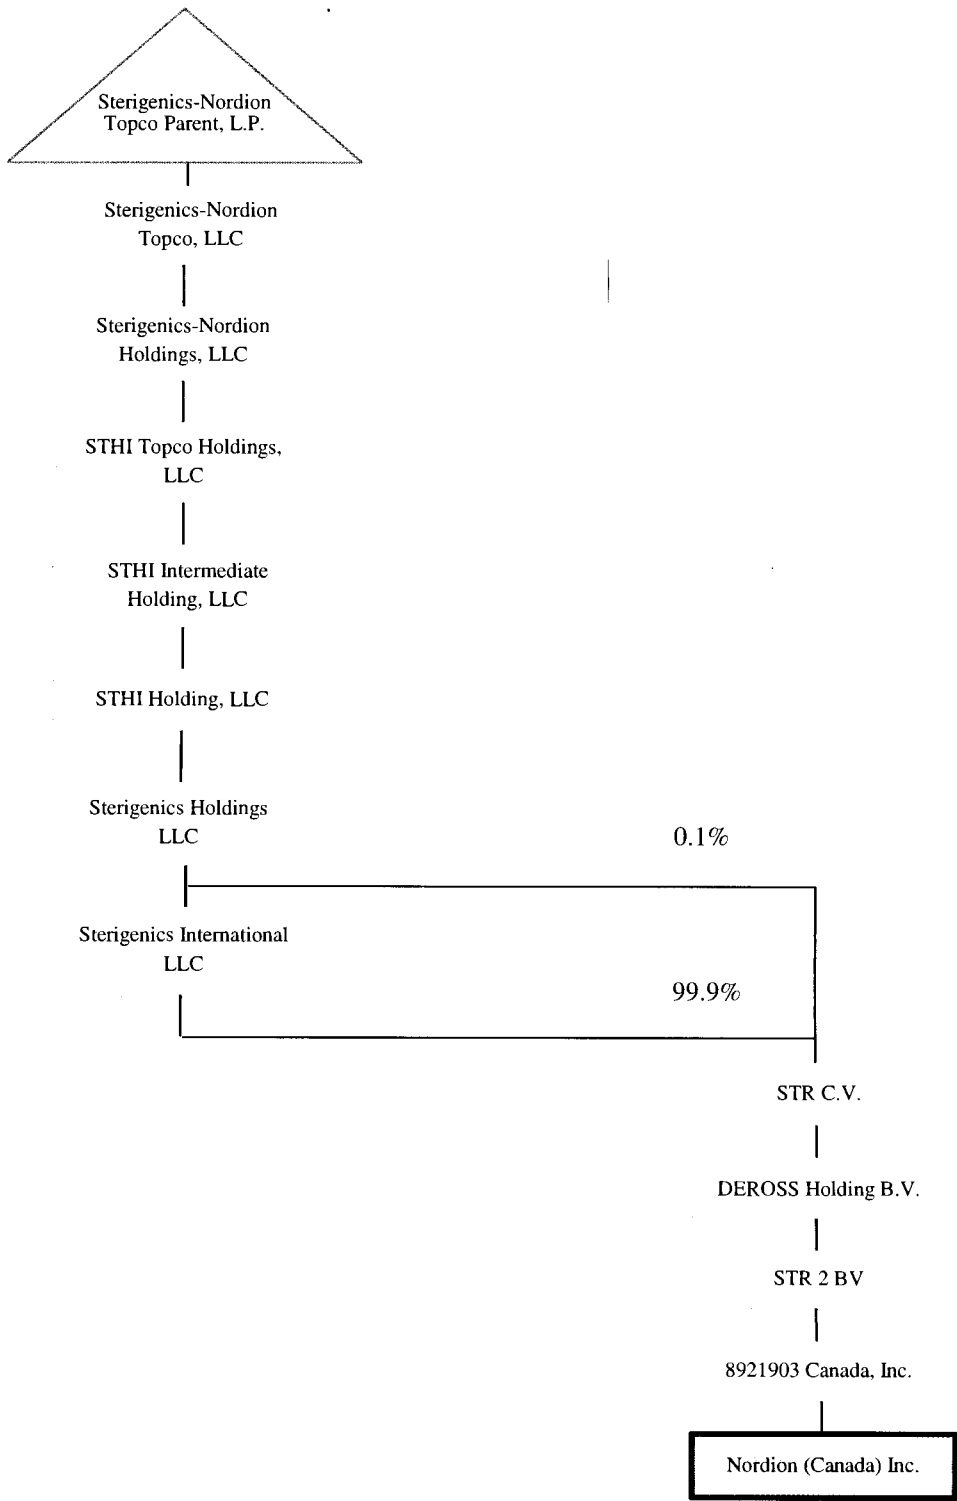 Sterigenics-Nordion
Topco Parent, L.P.
Sterigenics-Nordion
Topco, LLC
Sterigenics-Nordion
Holdings, LLC
STHI Topco Holdings,
LLC
STHI Intermediate
Holding, LLC
STHI Holding, LLC
Sterigenics Holdings
LLC
0.1%
Sterigenics International
LLC
99.9%
STR C.V.
DEROSS Holding B.V.
STR 2 BV
8921903 Canada, Inc.
Nordion (Canada) Inc.